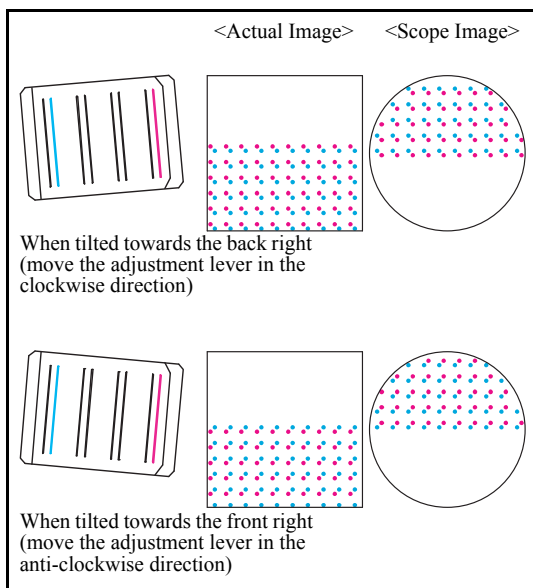 <Actual Image> <Scope Image>
When tilted towards the back right
(move the adjustment lever in the
clockwise direction)
When tilted towards the front right
(move the adjustment lever in the
anti-clockwise direction)